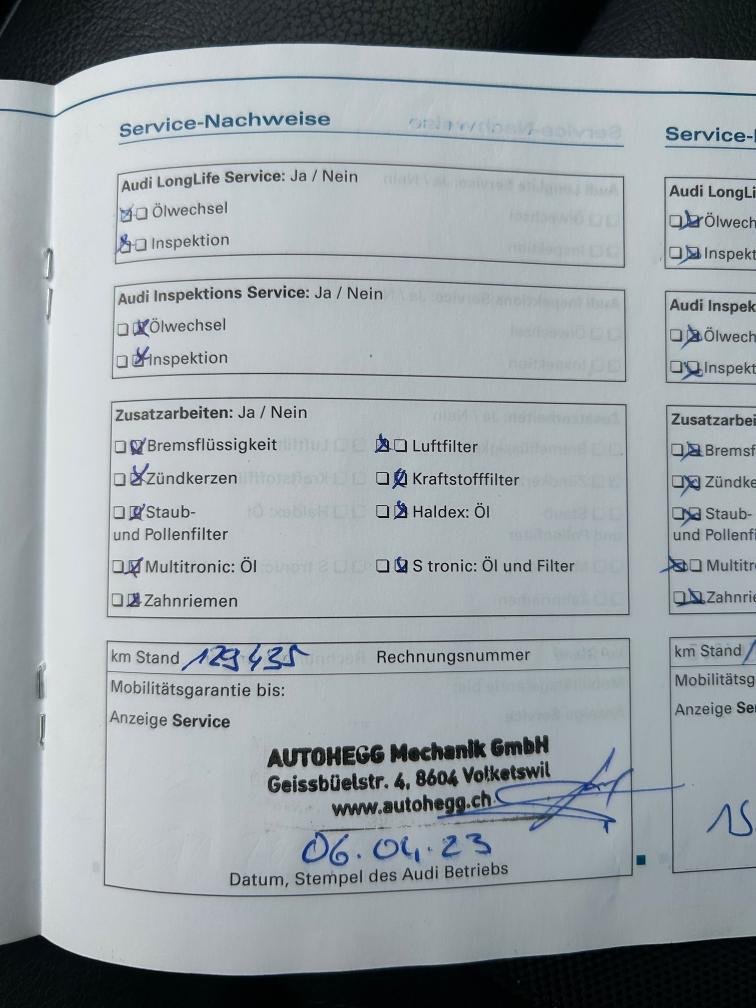 Service-Nachweise
Audi LongLife Service: Ja / Nein
Ölwechsel
Inspektion
Audi Inspektions Service: Ja / Nein
Ölwechsel
Inspektion
Zusatzarbeiten: Ja / Nein
Bremsflüssigkeit
Zündkerzen
Staub-
und Pollenfilter
Multitronic: Öl
Zahnriemen
Luftfilter
Kraftstofffilter
Haldex: Öl
S tronic: Öl und Filter
km Stand 129435 Rechnungsnummer
Mobilitätsgarantie bis:
Anzeige Service
AUTOHEGG Mechanik GmbH
Geissbüelstr. 4, 8604 Volketswil
www.autohegg.ch
06.04.23
Datum, Stempel des Audi Betriebs
Service-
Audi LongLi
Ölwech
Inspekt
Audi Inspek
Ölwech
Inspekt
Zusatzarbei
Bremsf
Zündke
Staub-
und Pollenf
Multitr
Zahnrie
km Stand
Mobilitätsg
Anzeige Se
15